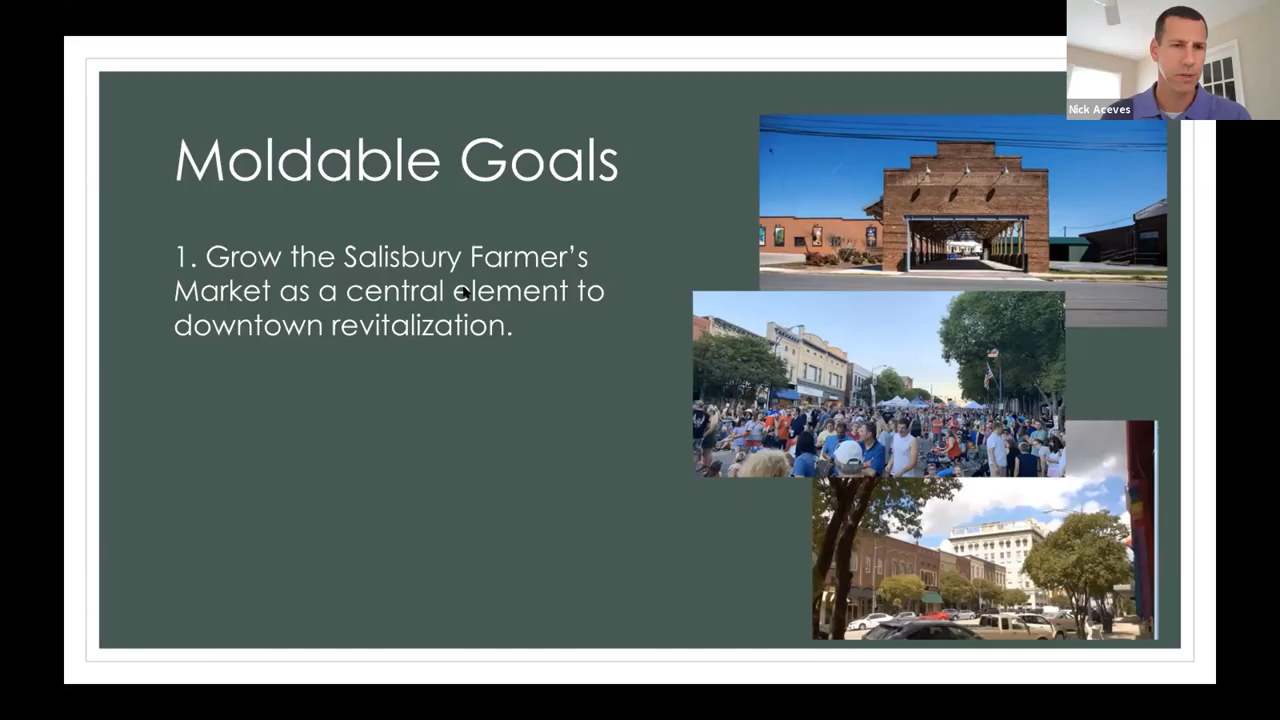 Nick Aceves
Moldable Goals
1. Grow the Salisbury Farmer’s
Market as a central element to
downtown revitalization.